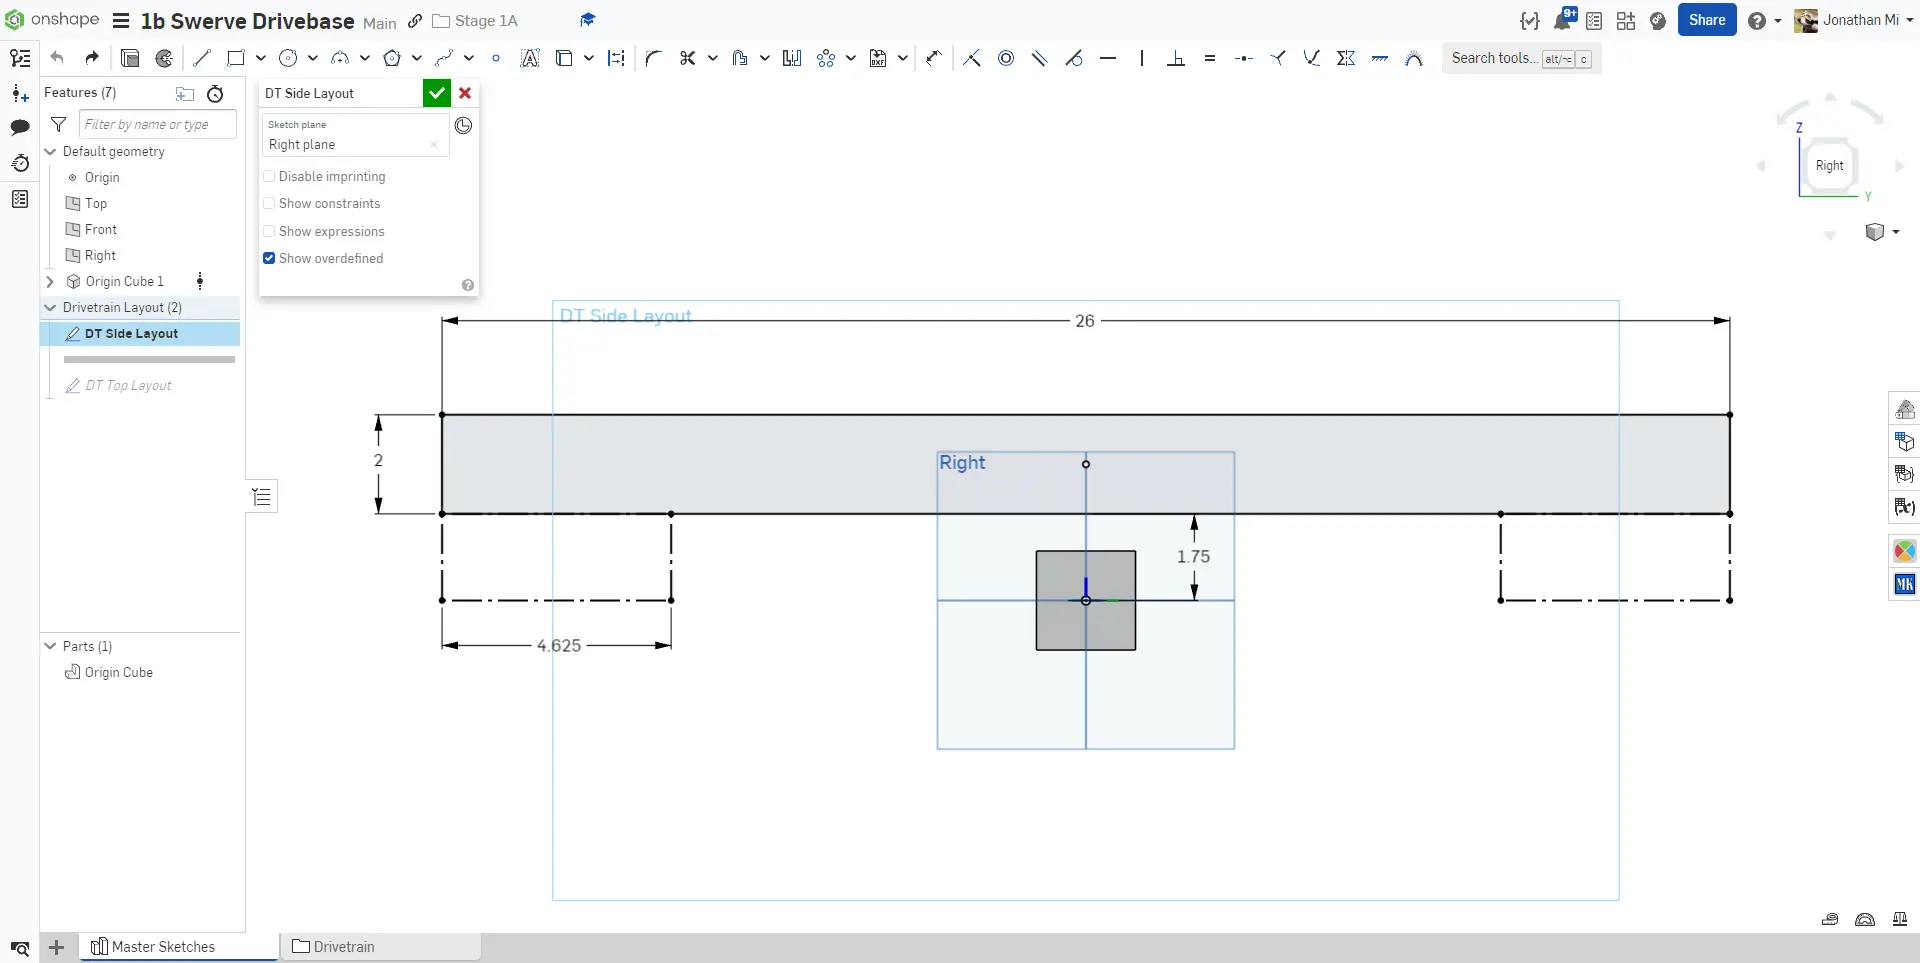 onshape 1b Swerve Drivebase Main Stage 1A 9+ Share Jonathan Mi
Search tools... alt/⌥ c
Features (7)
Filter by name or type
Default geometry
Origin
Top
Front
Right
Origin Cube 1
Drivetrain Layout (2)
DT Side Layout
DT Top Layout
Parts (1)
Origin Cube
DT Side Layout
Sketch plane
Right plane
Disable imprinting
Show constraints
Show expressions
Show overdefined
Z
Right
Y
DT Side Layout
26
2
Right
1.75
4.625
MK
Master Sketches
Drivetrain